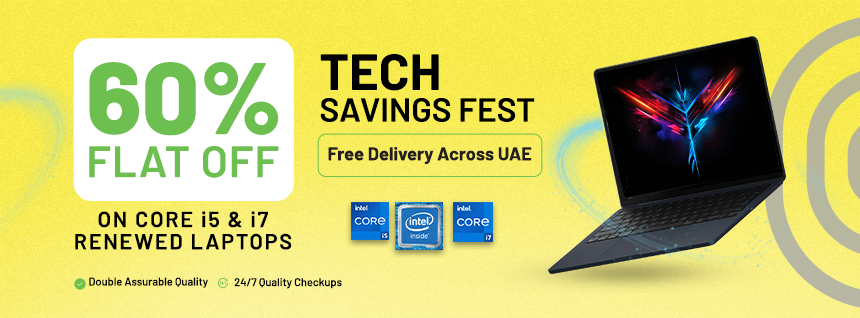 60%
FLAT OFF
ON CORE i5 & i7
RENEWED LAPTOPS
Double Assurable Quality
24/7 Quality Checkups
TECH
SAVINGS FEST
Free Delivery Across UAE
intel
CORE
i5
intel
inside
intel
CORE
i7